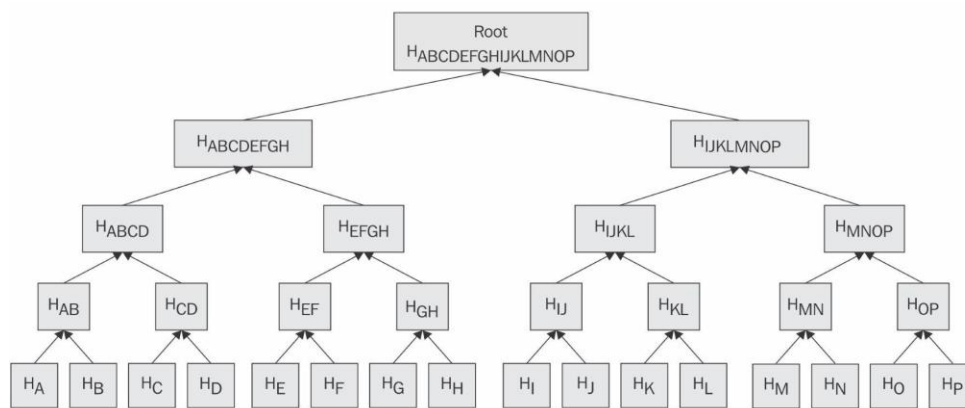 Root
HABCDEFGHIJKLMNOP
HABCDEFGH
HIJKLMNOP
HABCD
HEFGH
HIJKL
HMNOP
HAB
HCD
HEF
HGH
HIJ
HKL
HMN
HOP
HA
HB
HC
HD
HE
HF
HG
HH
HI
HJ
HK
HL
HM
HN
HO
HP